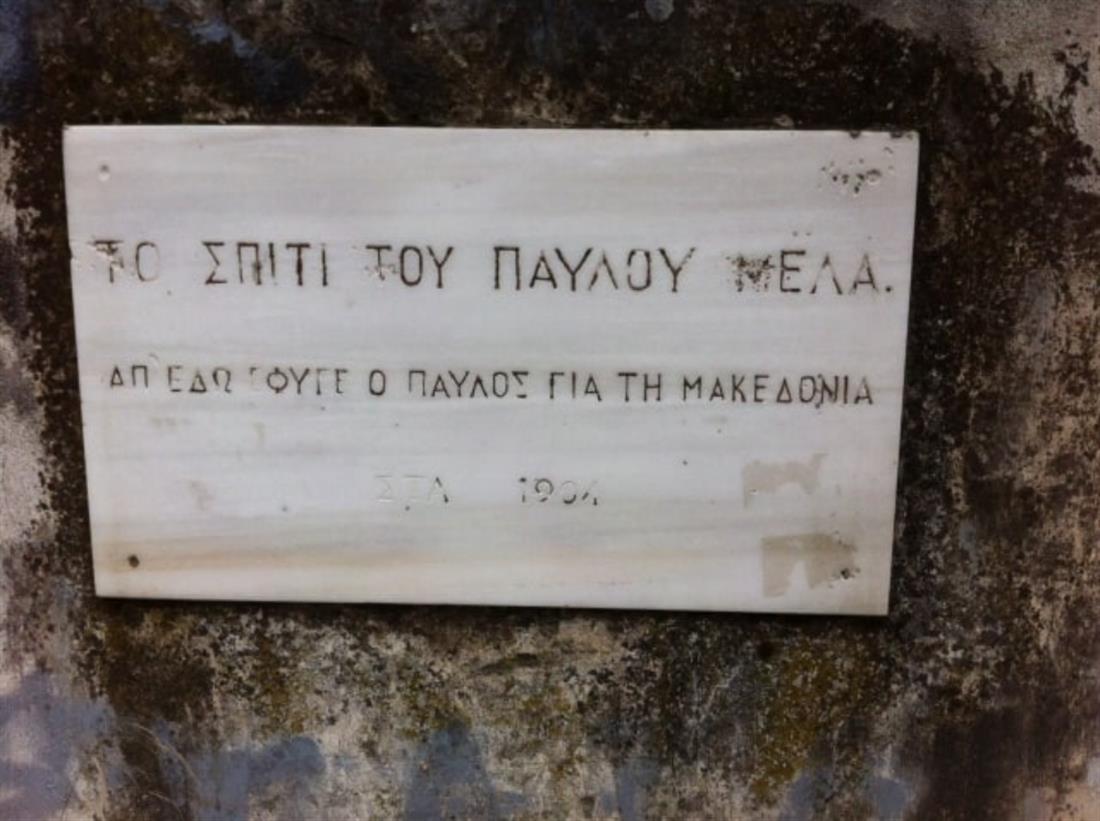 ΤΟ ΣΠΙΤΙ ΤΟΥ ΠΑΥΛΟΥ ΜΕΛΑ.
ΑΠ' ΕΔΩ ΕΦΥΓΕ Ο ΠΑΥΛΟΣ ΓΙΑ ΤΗ ΜΑΚΕΔΟΝΙΑ
ΣΤΑ 1904